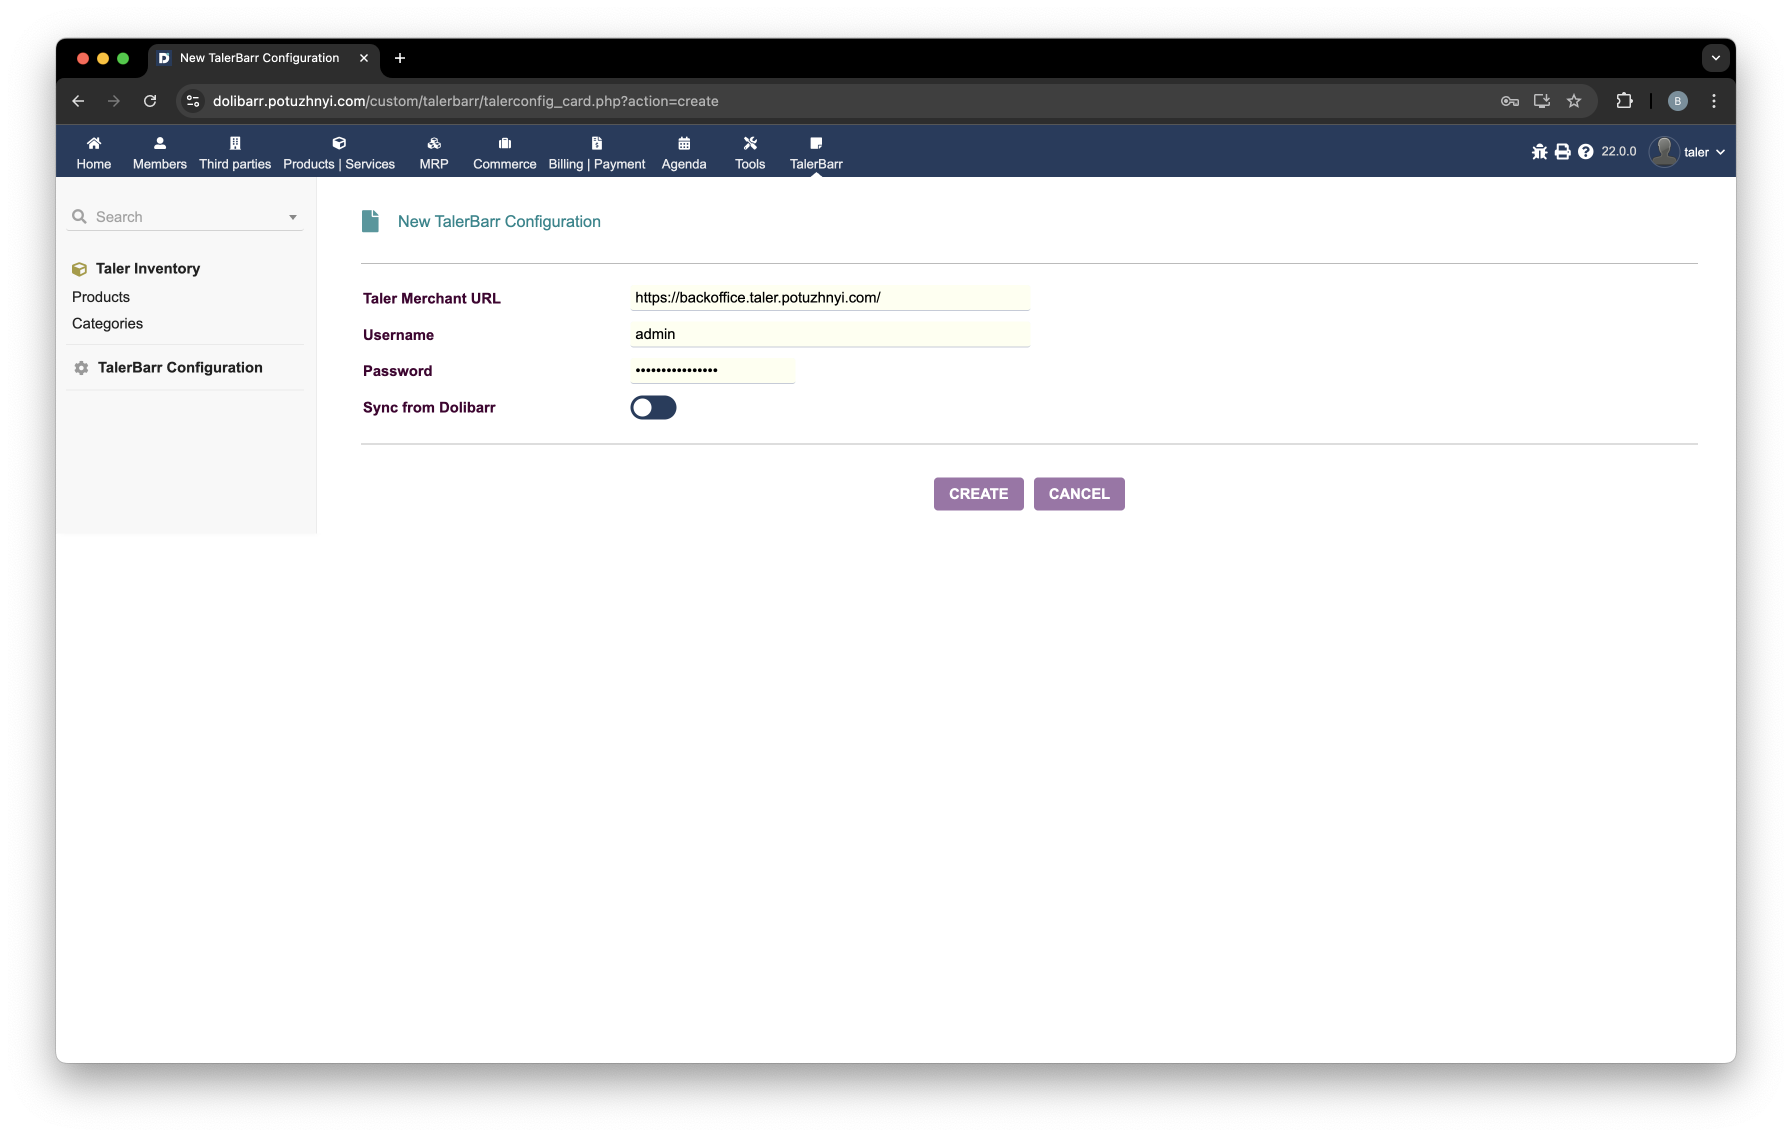 New TalerBarr Configuration
dolibarr.potuzhnyi.com/custom/talerbarr/talerconfig_card.php?action=create
B
Home Members Third parties Products | Services MRP Commerce Billing | Payment Agenda Tools TalerBarr
22.0.0 taler
Search
Taler Inventory
Products
Categories
TalerBarr Configuration
New TalerBarr Configuration
Taler Merchant URL https://backoffice.taler.potuzhnyi.com/
Username admin
Password ••••••••••••••••
Sync from Dolibarr
CREATE CANCEL